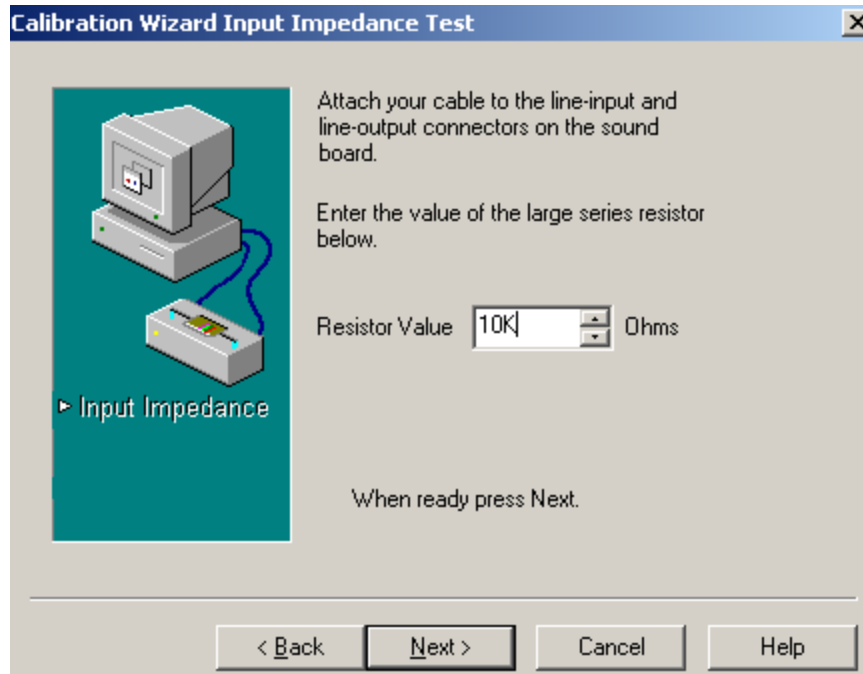 Calibration Wizard Input Impedance Test
Attach your cable to the line-input and
line-output connectors on the sound
board.
Enter the value of the large series resistor
below.
Resistor Value 10K Ohms
Input Impedance
When ready press Next.
< Back Next > Cancel Help